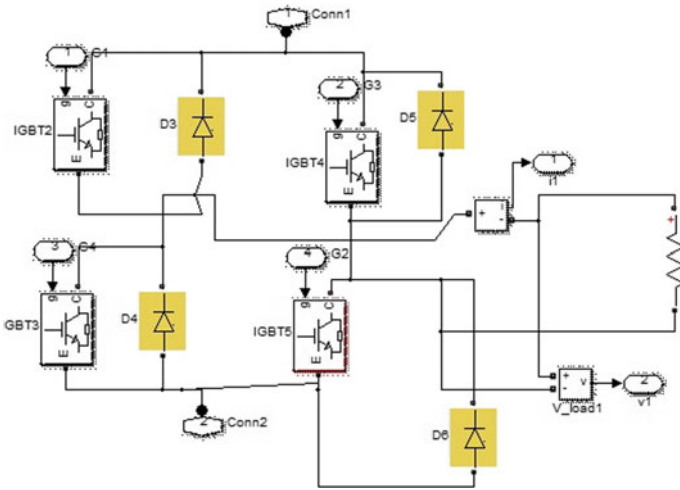 1
Conn1
1
G1
2
G3
g
C
E
IGBT2
D3
g
C
E
IGBT4
D5
+
-
i
1
i1
+
3
G4
4
G2
g
C
E
GBT3
D4
g
C
E
IGBT5
+
-
v
V_load1
2
v1
2
Conn2
D6